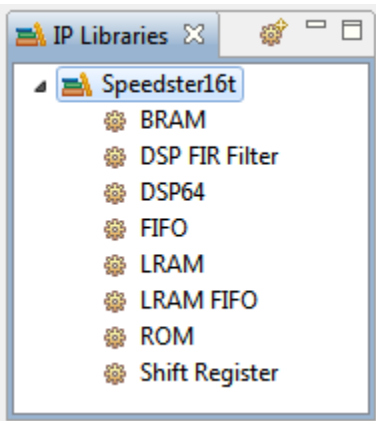 IP Libraries
Speedster16t
BRAM
DSP FIR Filter
DSP64
FIFO
LRAM
LRAM FIFO
ROM
Shift Register